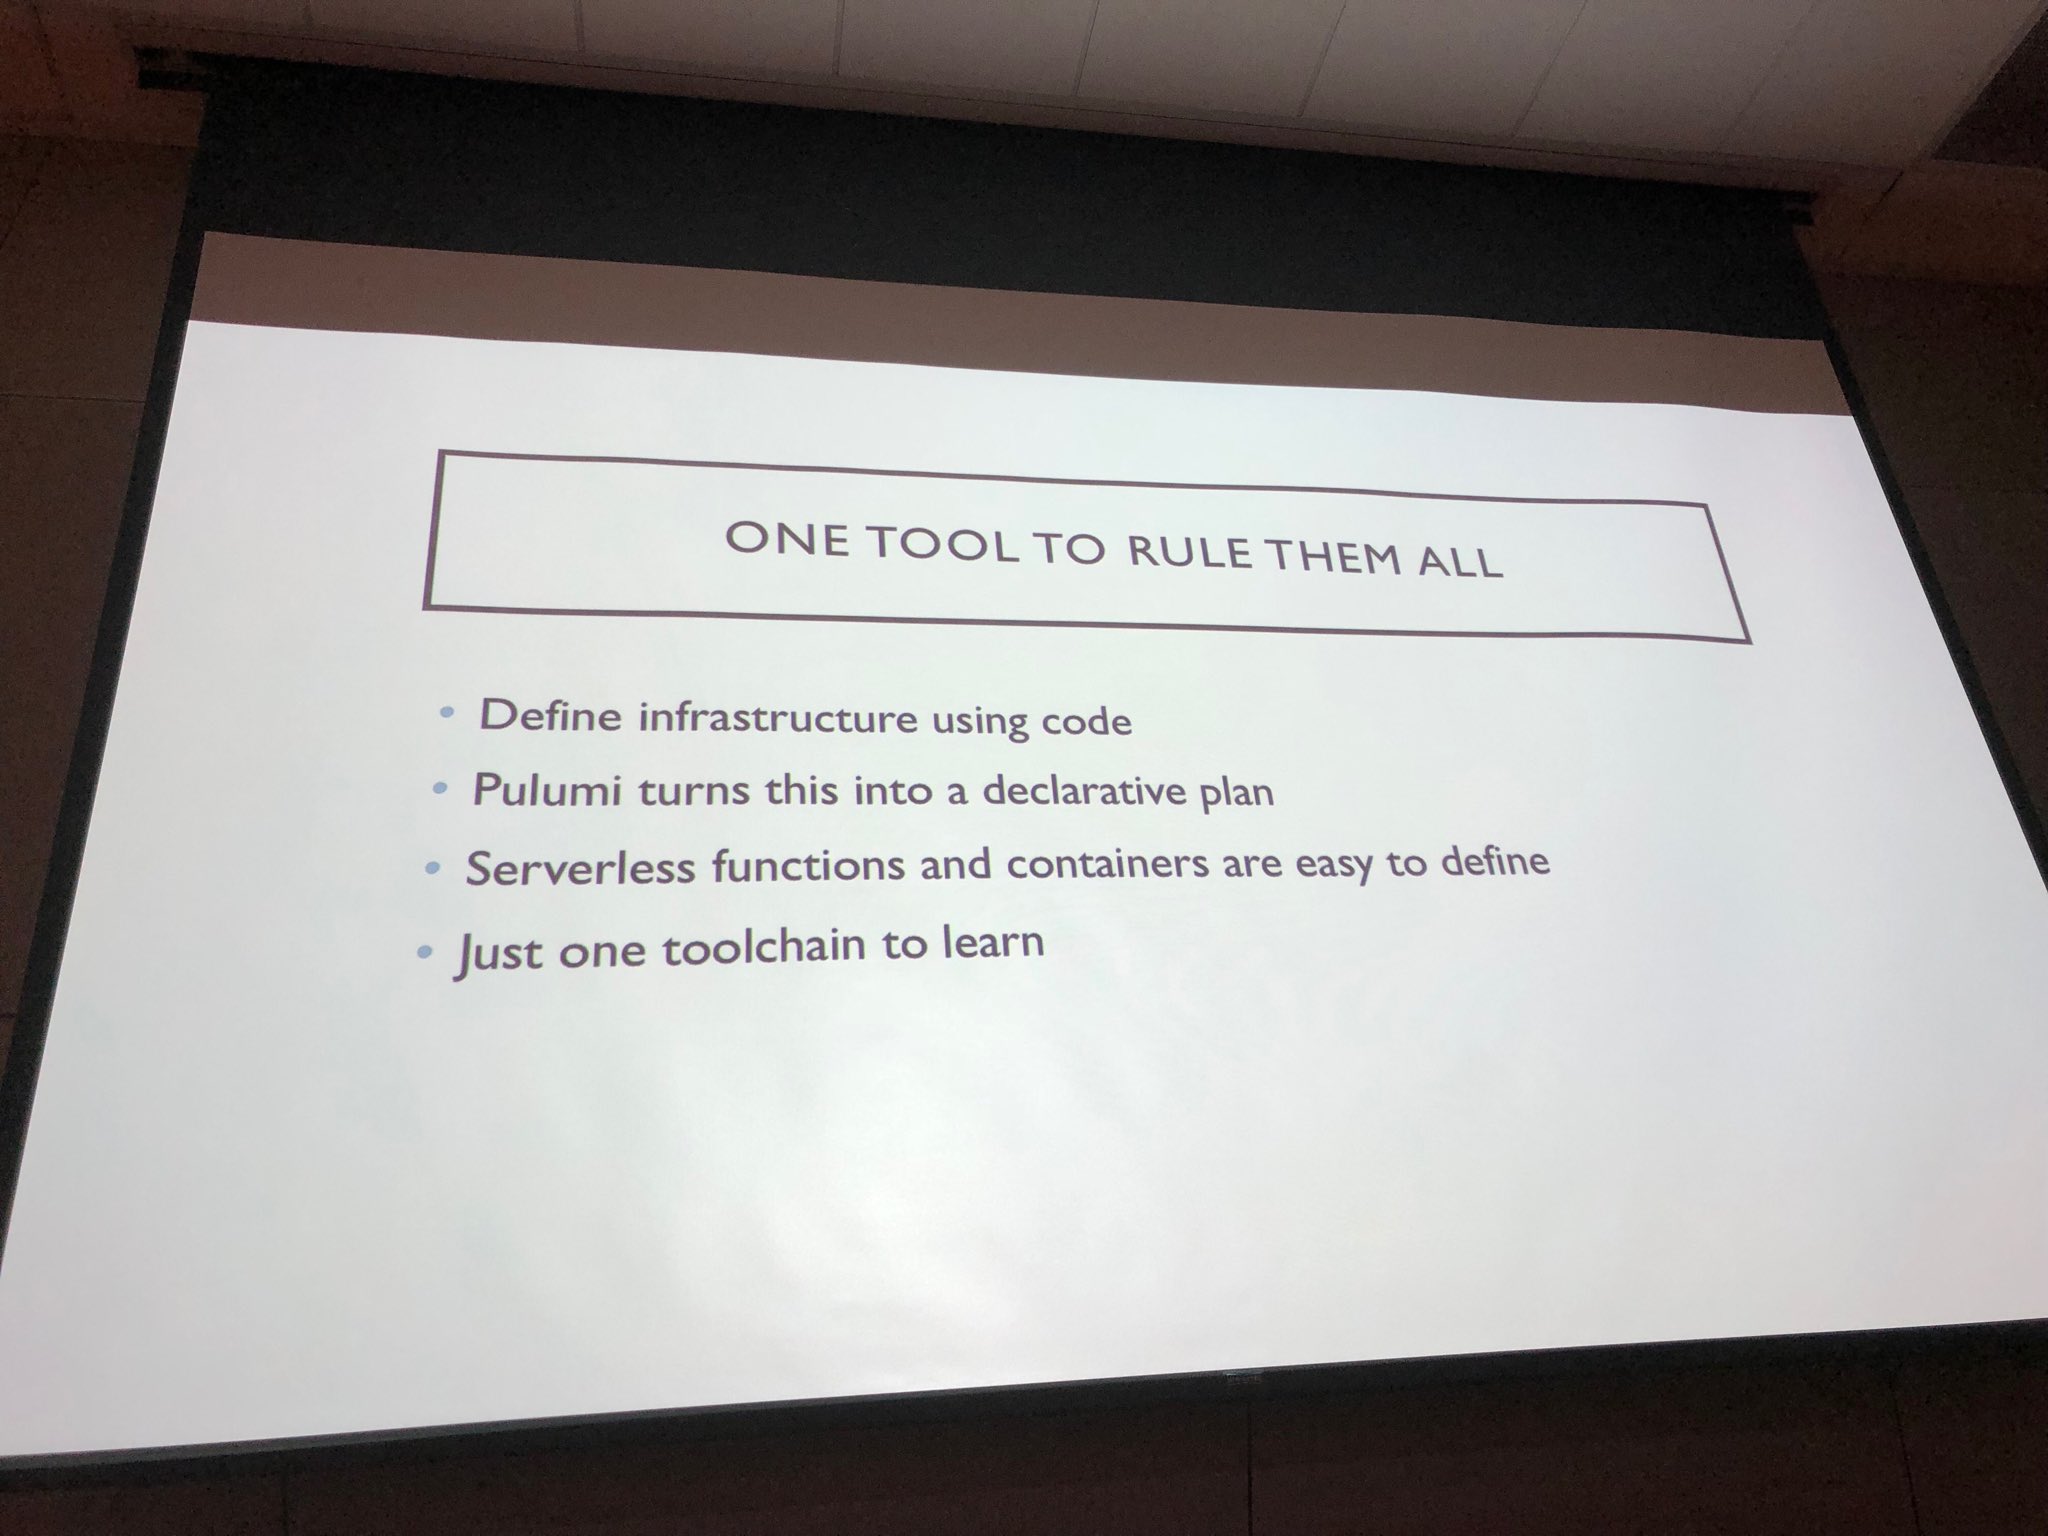 ONE TOOL TO RULE THEM ALL
• Define infrastructure using code
• Pulumi turns this into a declarative plan
• Serverless functions and containers are easy to define
• Just one toolchain to learn